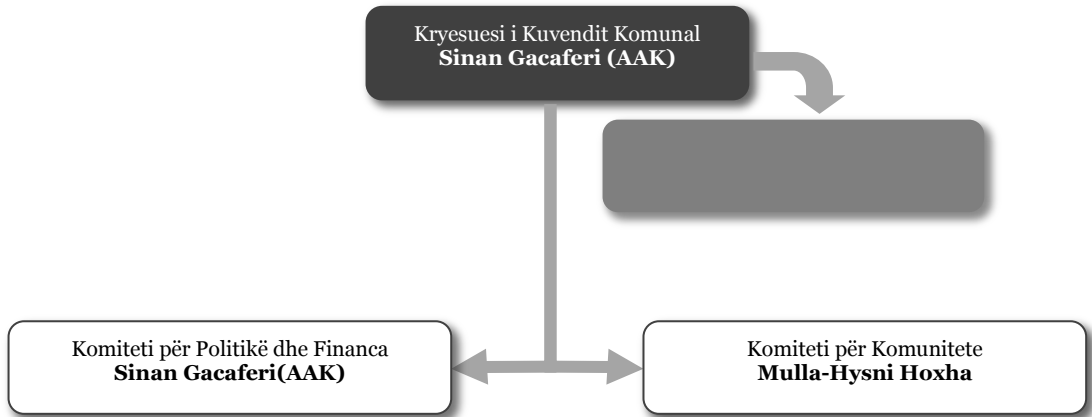 Kryesuesi i Kuvendit Komunal
Sinan Gacaferi (AAK)
Komiteti për Politikë dhe Financa
Sinan Gacaferi(AAK)
Komiteti për Komunitete
Mulla-Hysni Hoxha